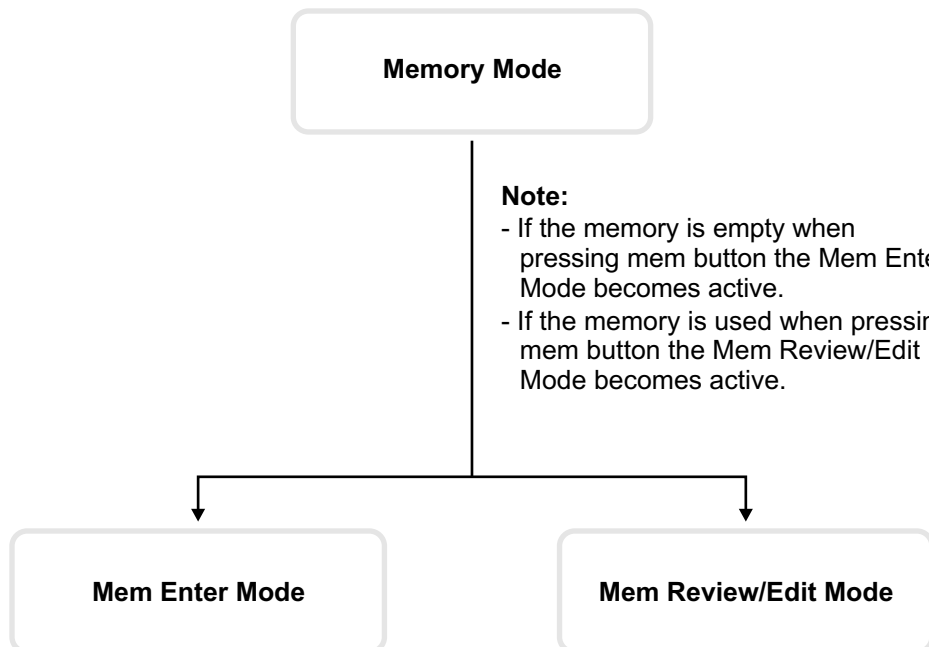 Memory Mode
Note:
- If the memory is empty when
pressing mem button the Mem Ente
Mode becomes active.
- If the memory is used when pressin
mem button the Mem Review/Edit
Mode becomes active.
Mem Enter Mode
Mem Review/Edit Mode